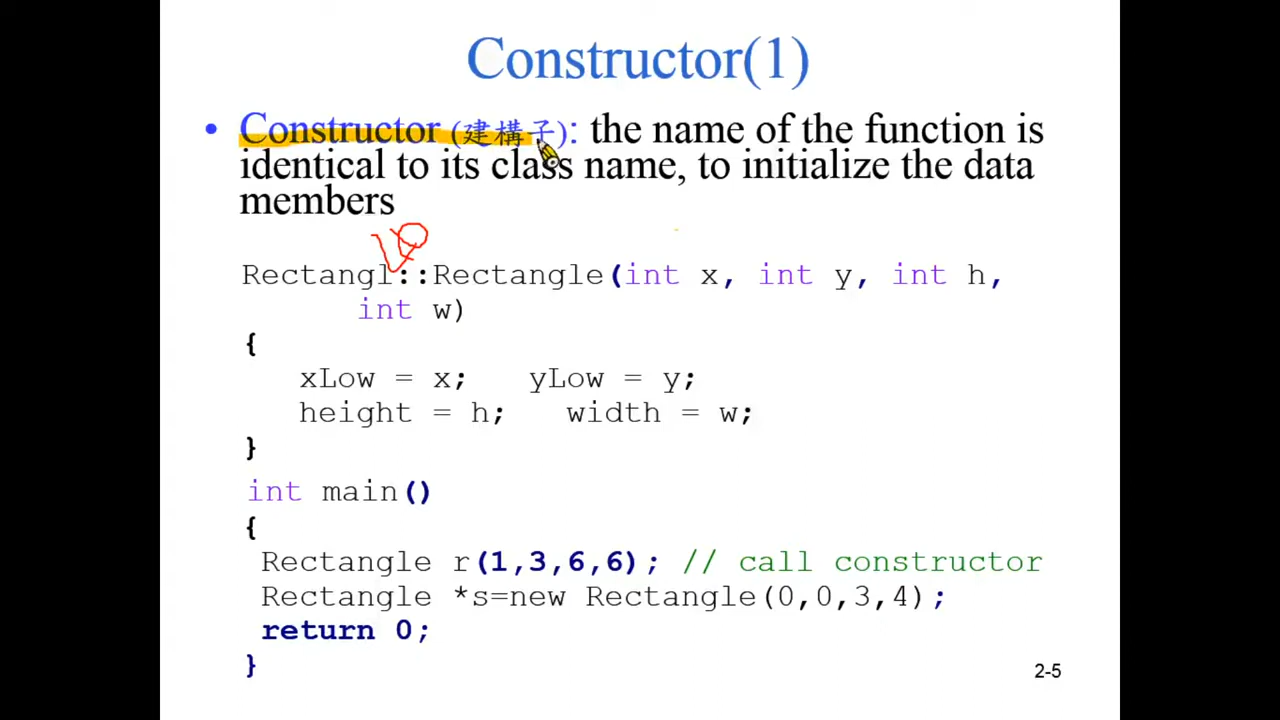 Constructor(1)
• Constructor (建構子): the name of the function is
identical to its class name, to initialize the data
members
e
Rectangl::Rectangle(int x, int y, int h,
int w)
{
xLow = x; yLow = y;
height = h; width = w;
}
int main()
{
Rectangle r(1,3,6,6); // call constructor
Rectangle *s=new Rectangle(0,0,3,4);
return 0;
}
2-5